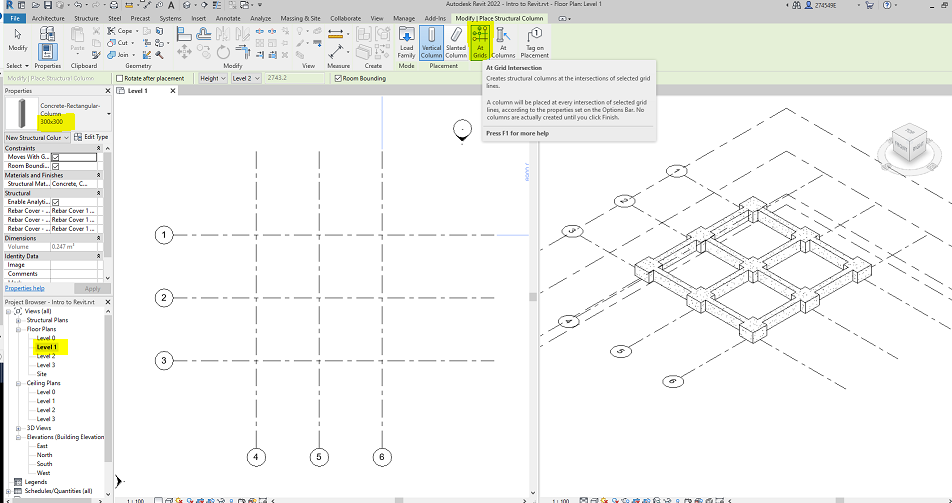 Autodesk Revit 2022 - Intro to Revit.rvt - Floor Plan: Level 1
274549E
File Architecture Structure Steel Precast Systems Insert Annotate Analyze Massing & Site Collaborate View Manage Add-Ins Modify | Place Structural Column
Modify
Select
Properties
Paste
Clipboard
Cope
Cut
Join
Geometry
Modify
View
Measure
Create
Load Family
Mode
Vertical Column
Slanted Column
Placement
At Grids
At Columns
Multiple
Tag on Placement
Modify | Place Structural Column
Rotate after placement
Height
Level 2
2743.2
Room Bounding
At Grid Intersection
Creates structural columns at the intersections of selected grid
lines.
A column will be placed at every intersection of selected grid
lines, according to the properties set on the Options Bar. No
columns are actually created until you click Finish.
Press F1 for more help
Properties
Concrete-Rectangular-
Column
300x300
New Structural Colur
Edit Type
Constraints
Moves With G...
Room Boundi...
Materials and Finishes
Structural Mat... Concrete, C...
Structural
Enable Analyti...
Rebar Cover - ... Rebar Cover 1 ...
Rebar Cover - ... Rebar Cover 1 ...
Rebar Cover - ... Rebar Cover 1 ...
Dimensions
Volume 0.247 m³
Identity Data
Image
Comments
Properties help
Apply
Project Browser - Intro to Revit.rvt
Views (all)
Structural Plans
Floor Plans
Level 0
Level 1
Level 2
Level 3
Site
Ceiling Plans
Level 0
Level 1
Level 2
Level 3
3D Views
Elevations (Building Elevation
East
North
South
West
Legends
Schedules/Quantities (all)
Level 1
1
2
3
4
5
6
1 : 100
1
2
3
4
5
6
TOP
FRONT
RIGHT
1 : 100